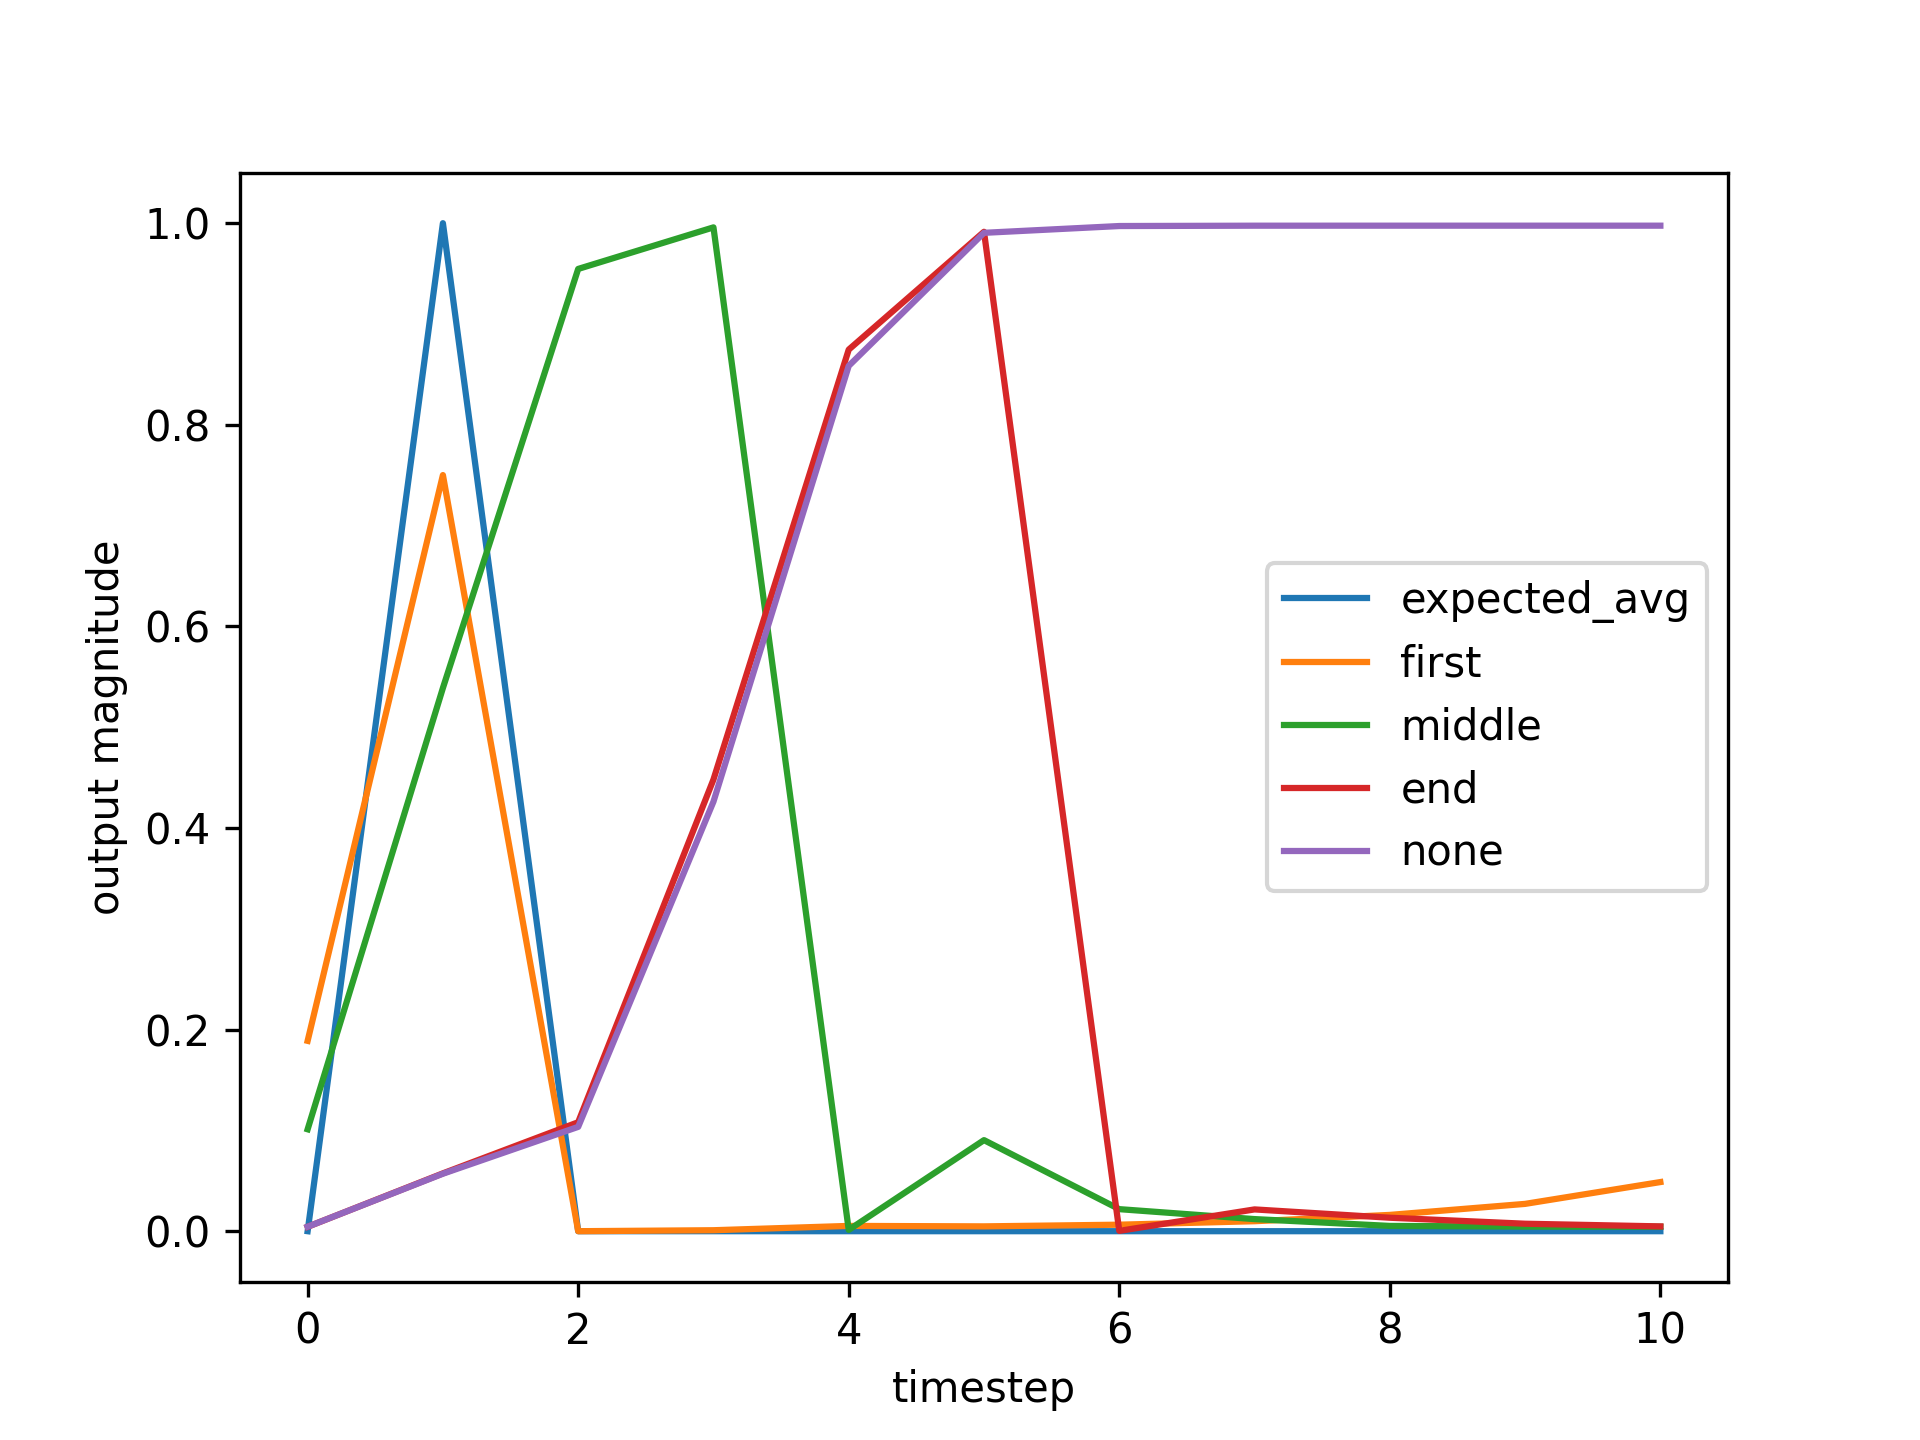 1.0
0.8
0.6
0.4
0.2
0.0
output magnitude
expected_avg
first
middle
end
none
0 2 4 6 8 10
timestep